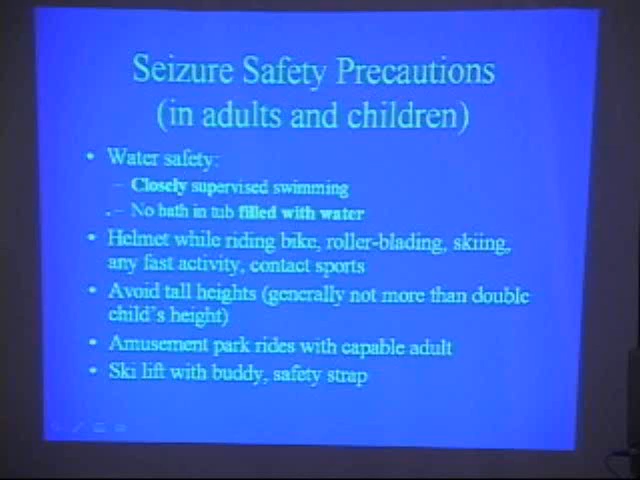 Seizure Safety Precautions
(in adults and children)
• Water safety:
– Closely supervised swimming
– No bath in tub filled with water
• Helmet while riding bike, roller-blading, skiing,
any fast activity, contact sports
• Avoid tall heights (generally not more than double
child's height)
• Amusement park rides with capable adult
• Ski lift with buddy, safety strap